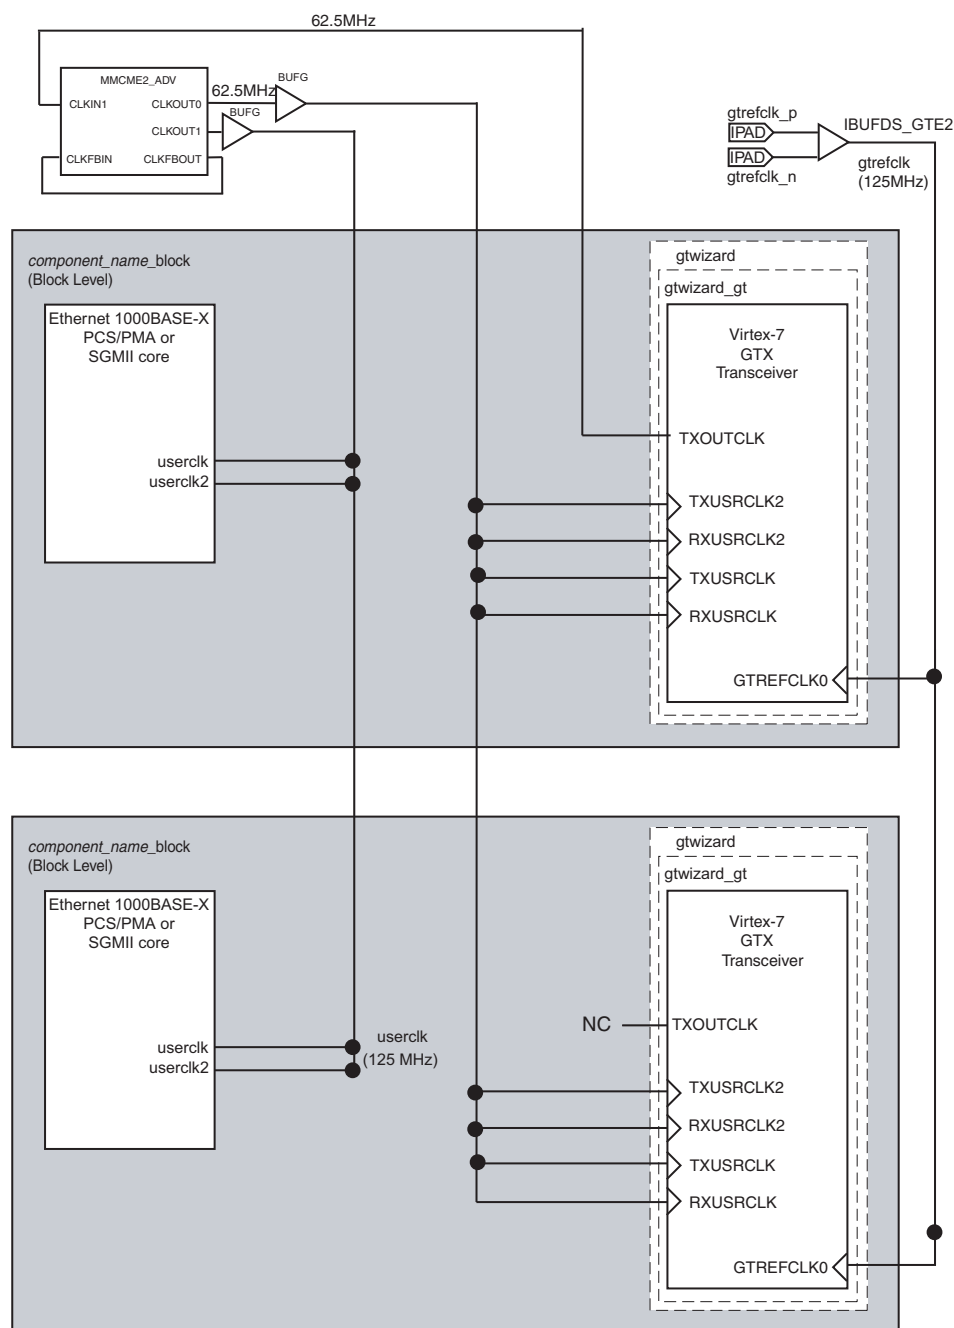 62.5MHz
MMCME2_ADV
CLKIN1
CLKOUT0
62.5MHz
BUFG
CLKOUT1
BUFG
CLKFBIN
CLKFBOUT
gtrefclk_p
IPAD
IBUFDS_GTE2
IPAD
gtrefclk_n
gtrefclk
(125MHz)
component_name_block
(Block Level)
Ethernet 1000BASE-X
PCS/PMA or
SGMII core
userclk
userclk2
gtwizard
gtwizard_gt
Virtex-7
GTX
Transceiver
TXOUTCLK
TXUSRCLK2
RXUSRCLK2
TXUSRCLK
RXUSRCLK
GTREFCLK0
component_name_block
(Block Level)
Ethernet 1000BASE-X
PCS/PMA or
SGMII core
userclk
userclk2
userclk
(125 MHz)
gtwizard
gtwizard_gt
Virtex-7
GTX
Transceiver
NC
TXOUTCLK
TXUSRCLK2
RXUSRCLK2
TXUSRCLK
RXUSRCLK
GTREFCLK0